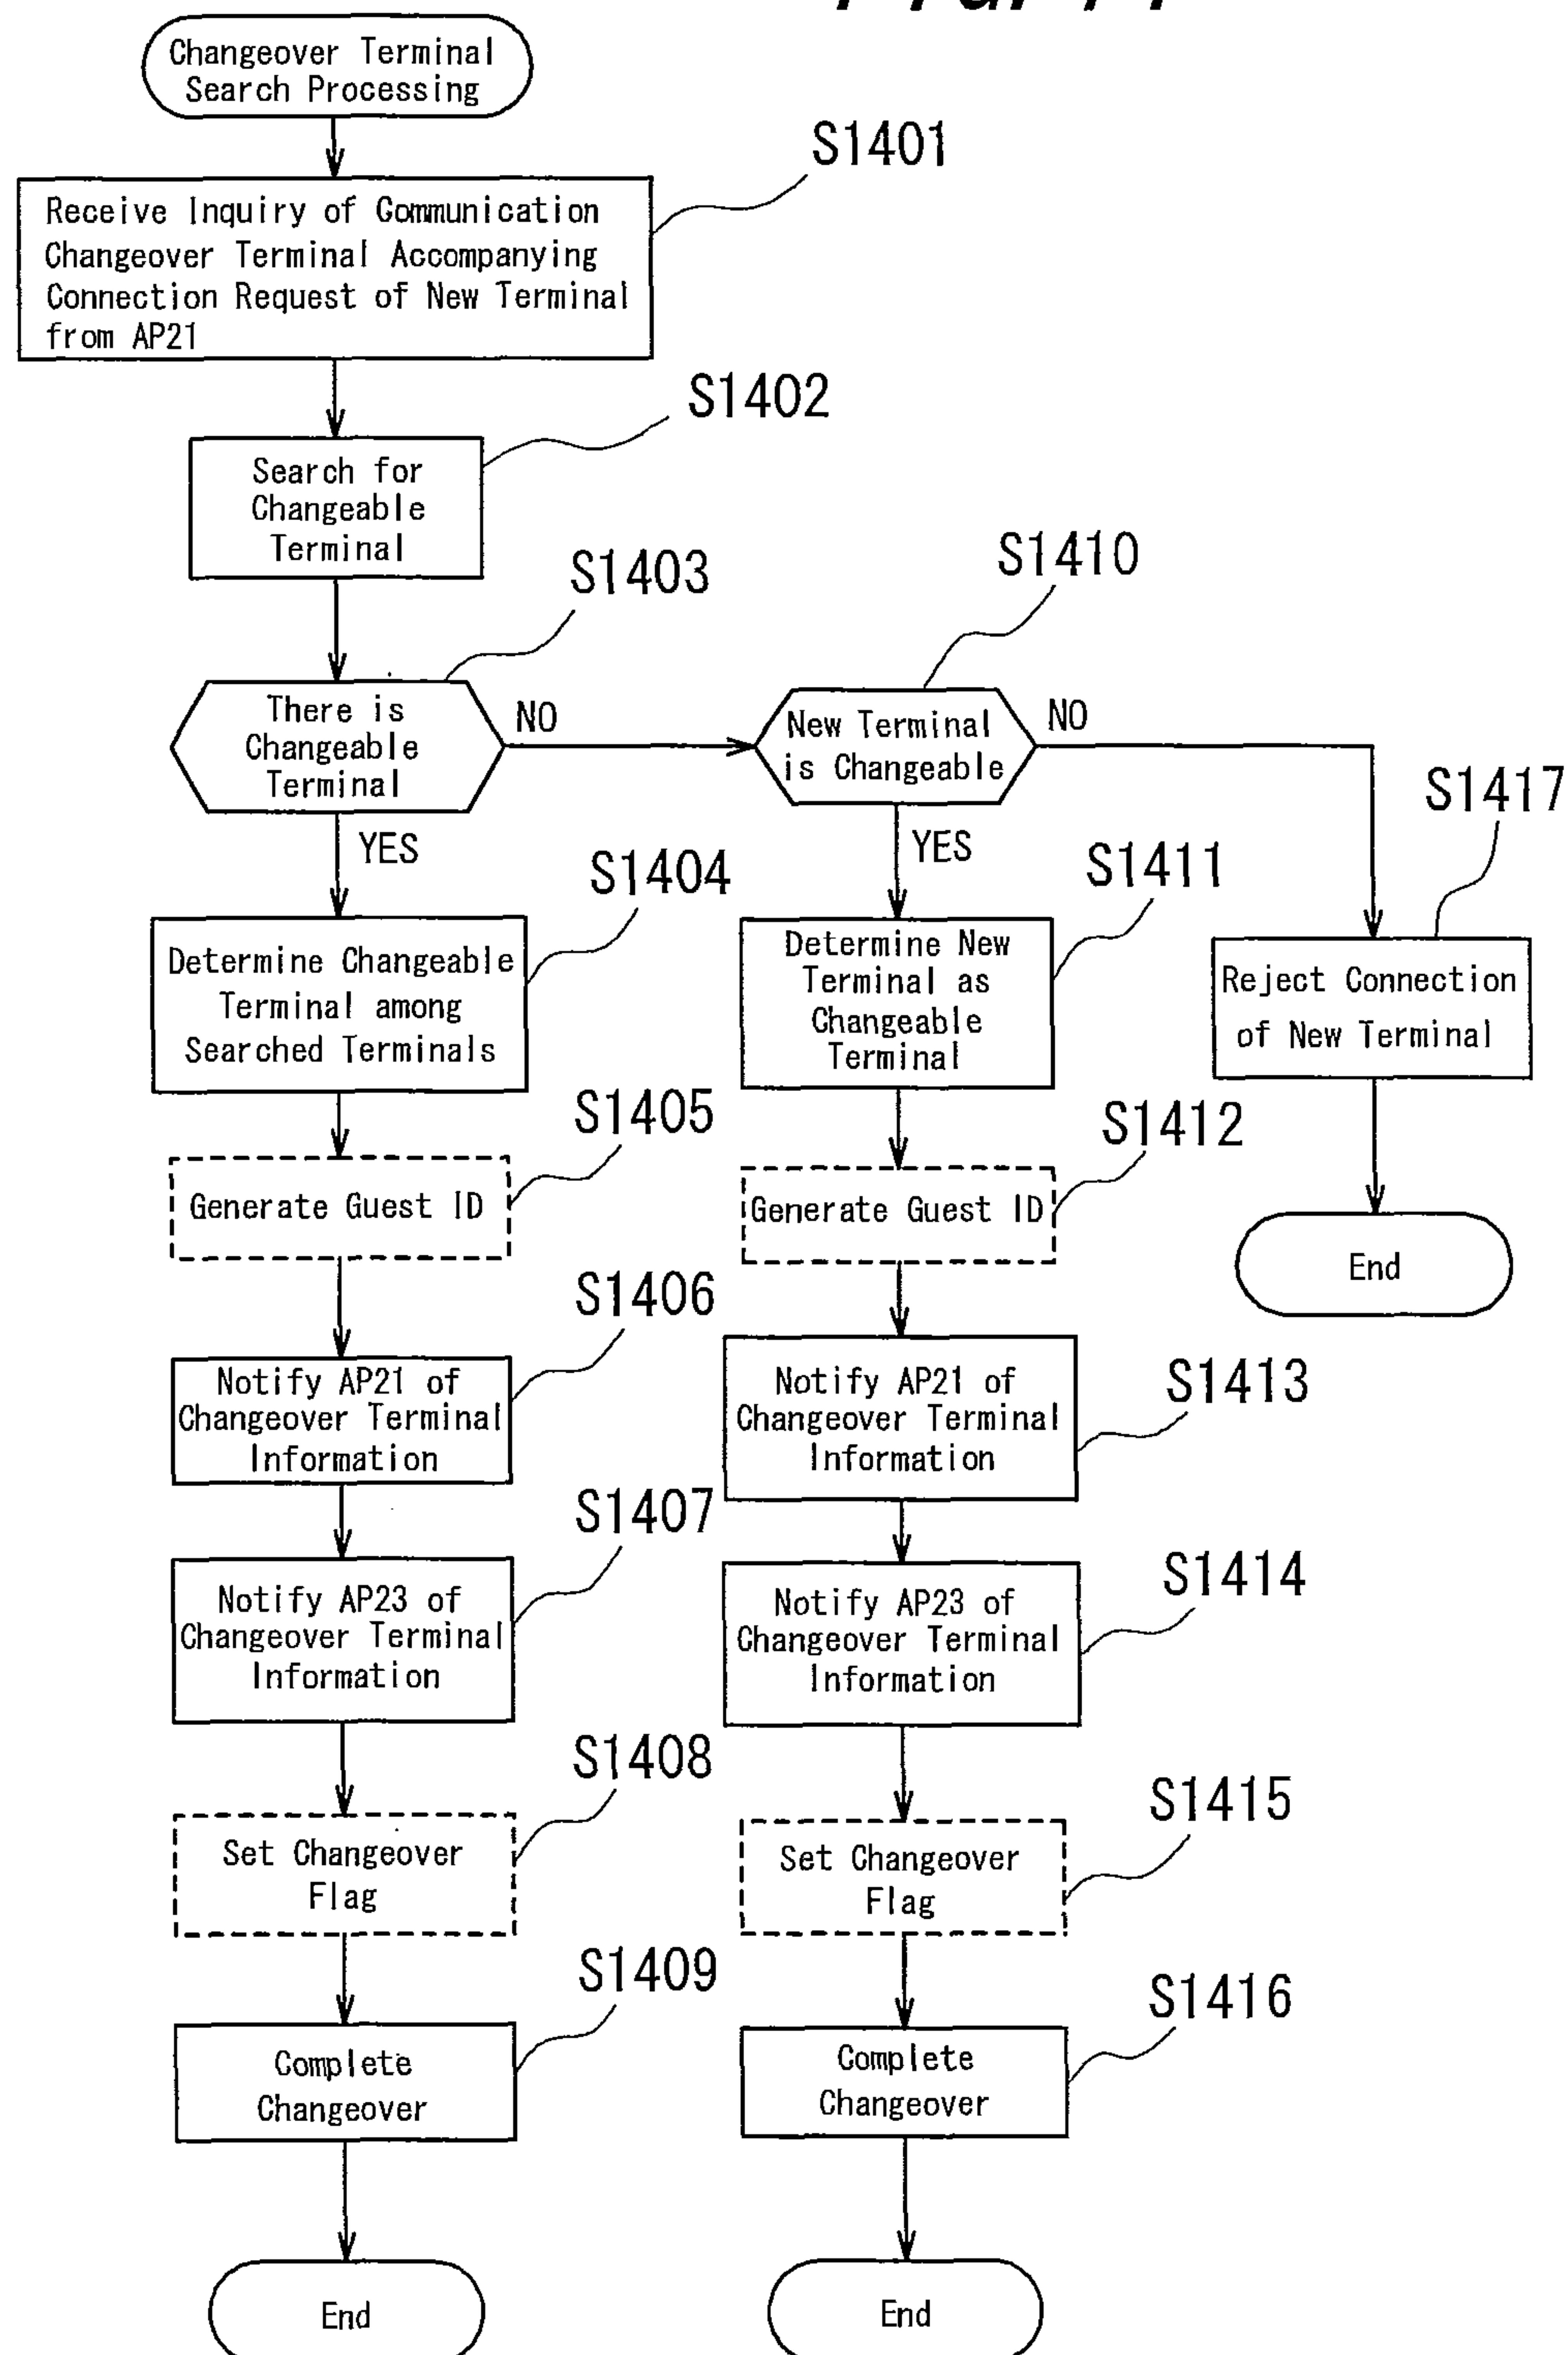 Changeover Terminal
Search Processing
S1401
Receive Inquiry of Communication
Changeover Terminal Accompanying
Connection Request of New Terminal
from AP21
S1402
Search for
Changeable
Terminal
S1403
There is
Changeable
Terminal
NO
YES
S1410
New Terminal
is Changeable
NO
YES
S1417
Reject Connection
of New Terminal
End
S1404
Determine Changeable
Terminal among
Searched Terminals
S1405
Generate Guest ID
S1406
Notify AP21 of
Changeover Terminal
Information
S1407
Notify AP23 of
Changeover Terminal
Information
S1408
Set Changeover
Flag
S1409
Complete
Changeover
End
S1411
Determine New
Terminal as
Changeable
Terminal
S1412
Generate Guest ID
S1413
Notify AP21 of
Changeover Terminal
Information
S1414
Notify AP23 of
Changeover Terminal
Information
S1415
Set Changeover
Flag
S1416
Complete
Changeover
End